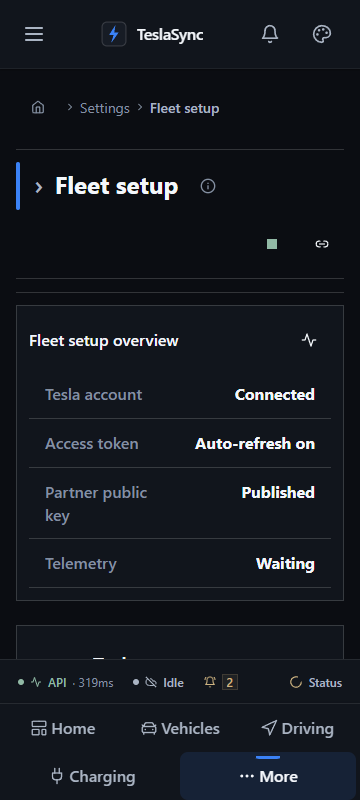 TeslaSync
Settings Fleet setup
Fleet setup
Fleet setup overview
Tesla account Connected
Access token Auto-refresh on
Partner public key Published
Telemetry Waiting
API · 319ms Idle 2 Status
Home Vehicles Driving
Charging More